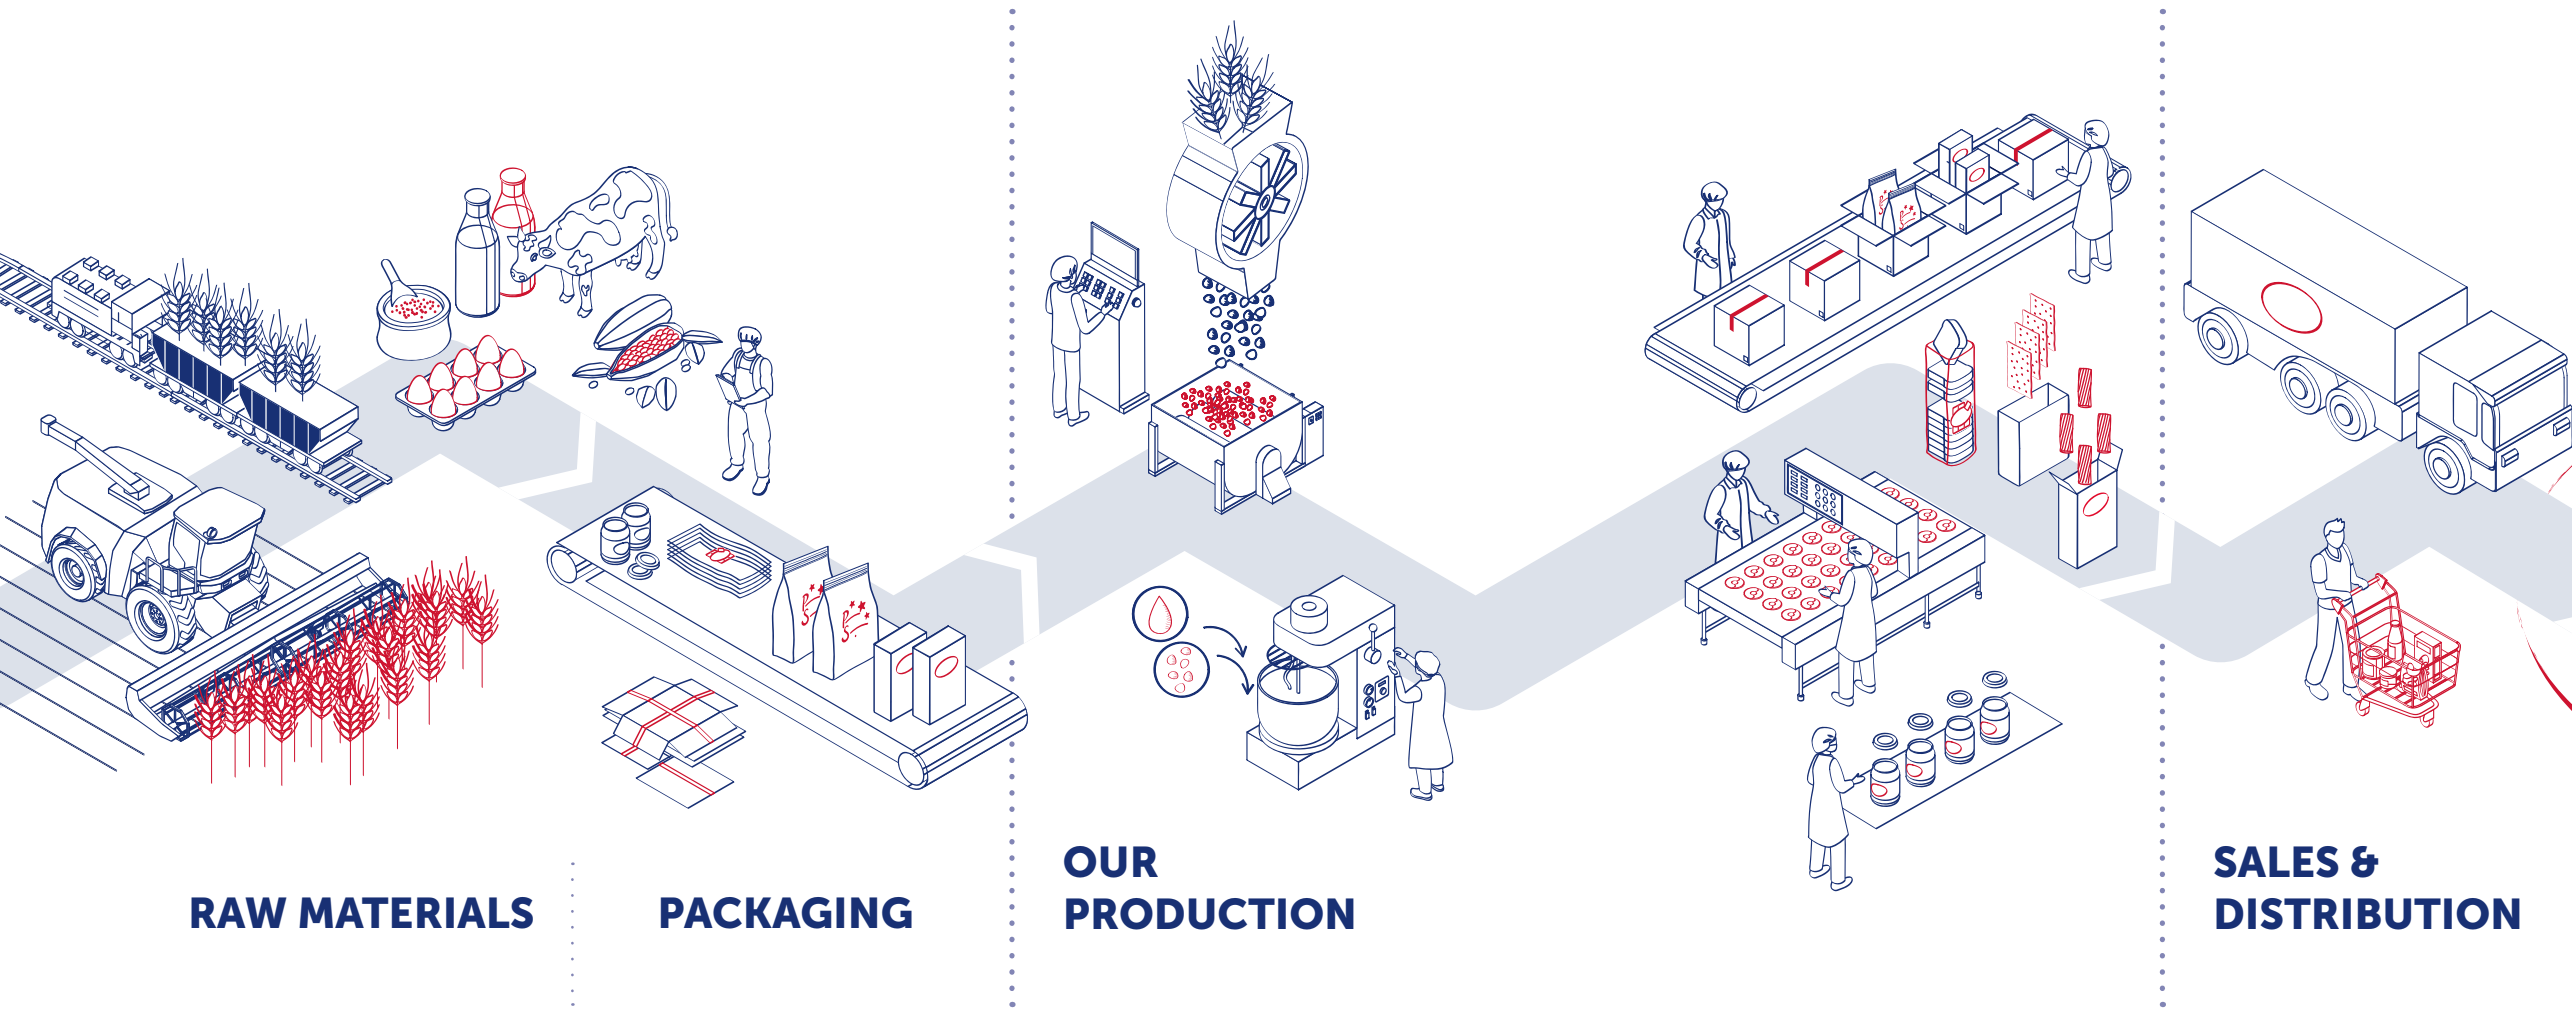 RAW MATERIALS
PACKAGING
OUR
PRODUCTION
SALES &
DISTRIBUTION